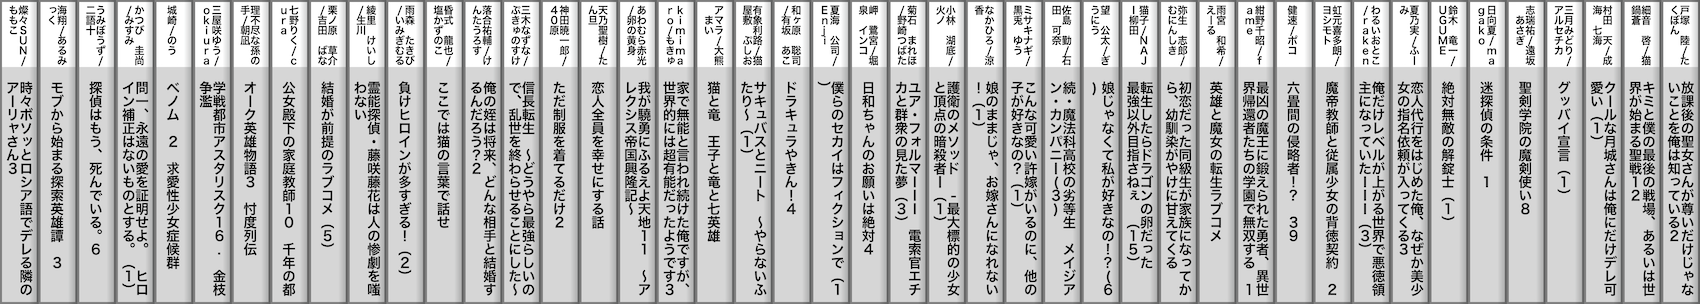 戸塚 陸/た
くぼん
放課後の聖女さんが尊いだけじゃな
いことを俺は知っている2
細音 啓/猫
鍋蒼
キミと僕の最後の戦場、あるいは世
界が始まる聖戦12
村田 天/成
海 七海
クールな月城さんは俺にだけデレ可
愛い(1)
三月みどり/
アルセチカ
グッバイ宣言(1)
志瑞祐/遠坂
あさぎ
聖剣学院の魔剣使い8
日向夏/ma
gako
迷探偵の条件 1
鈴木 竜一/
UGUME
絶対無敵の解錠士(1)
わるいおとこ
/raken
俺だけレベルが上がる世界で悪徳領
主になっていたーーー(3)
夏乃実/ふー
み
恋人代行をはじめた俺、なぜか美少
女の指名依頼が入ってくる3
虹元喜多朗/
ヨシモト
魔帝教師と従属少女の背徳契約 2
健速/ポコ
六畳間の侵略者!? 39
紺野千昭/f
ame
最凶の魔王に鍛えられた勇者、異世
界帰還者たちの学園で無双する 1
雨宮 和希/
えーる
英雄と魔女の転生ラブコメ
弥生 志郎/
むにんしき
初恋だった同級生が家族になってか
ら、幼馴染がやけに甘えてくる
猫子/NAJ
I柳田
転生したらドラゴンの卵だった ~
最強以外目指さねぇ~(15)
望 公太/ぎ
うにう
娘じゃなくて私が好きなの!?(6
)
佐島 勤/石
田 可奈
続・魔法科高校の劣等生 メイジア
ン・カンパニー(3)
ミサキナギ/
黒兎 ゆう
こんな可愛い許嫁がいるのに、他の
子が好きなの?(1)
なかひろ/涼
香
娘のままじゃ、お嫁さんになれない
!(1)
小林 湖底/
火ノ
護衛のメソッド -最大標的の少女
と頂点の暗殺者-(1)
菊石 まれほ
/野崎つばた
ユア・フォルマIII 電索官エチ
カと群衆の見た夢(3)
岬 鷺宮/堀
泉 インコ
日和ちゃんのお願いは絶対4
夏海 公司/
Enji
僕らのセカイはフィクションで(1
)
和ヶ原 聡司
/有坂 あこ
ドラキュラやきん!4
有象利路/猫
屋敷 ぷしお
サキュバスとニート ~やらないふ
たり~(1)
アマラ/大熊
まい
猫と竜 王子と竜と七英雄
kimima
ro/もきゅ
家で無能と言われ続けた俺ですが、
世界的には超有能だったようです3
あわむら赤光
/卵の黄身
我が驍勇にふるえよ天地11 ~ア
レクシス帝国興隆記~
天乃聖樹/た
ん旦
恋人全員を幸せにする話
神田暁一郎/
40原
ただ制服を着てるだけ2
三木なずな/
ぷきのすけ
信長転生 ~どうやら最強らしいの
で、乱世を終わらせることにした~
落合祐輔/け
んたうろす
俺の姪は将来、どんな相手と結婚す
るんだろう?2
昏式 龍也/
塩かずのこ
ここでは猫の言葉で話せ
雨森 たきび
/いみぎむる
負けヒロインが多すぎる!(2)
綾里 けいし
/生川
霊能探偵・藤咲藤花は人の惨劇を嗤
わない
栗ノ原 草介
/吉田 ばな
結婚が前提のラブコメ(5)
七野りく/c
ura
公女殿下の家庭教師10 千年の都
理不尽な孫の
手/朝凪
オーク英雄物語3 忖度列伝
三屋咲ゆう/
okiura
学戦都市アスタリスク16. 金枝
争濫
城崎/のう
ベノム 2 求愛性少女症候群
かつび 圭尚
/みすみ
問一、永遠の愛を証明せよ。 ヒロ
イン補正はないものとする。(1)
うみぼうず/
二語十
探偵はもう、死んでいる。6
海翔/あるみ
つく
モブから始まる探索英雄譚 3
燦々SUN/
ももこ
時々ボソッとロシア語でデレる隣の
アーリャさん3